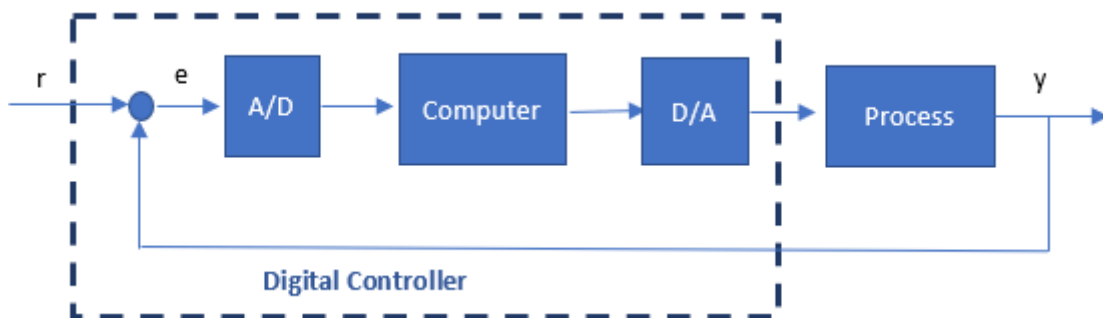 r
e
A/D
Computer
D/A
Process
y
Digital Controller